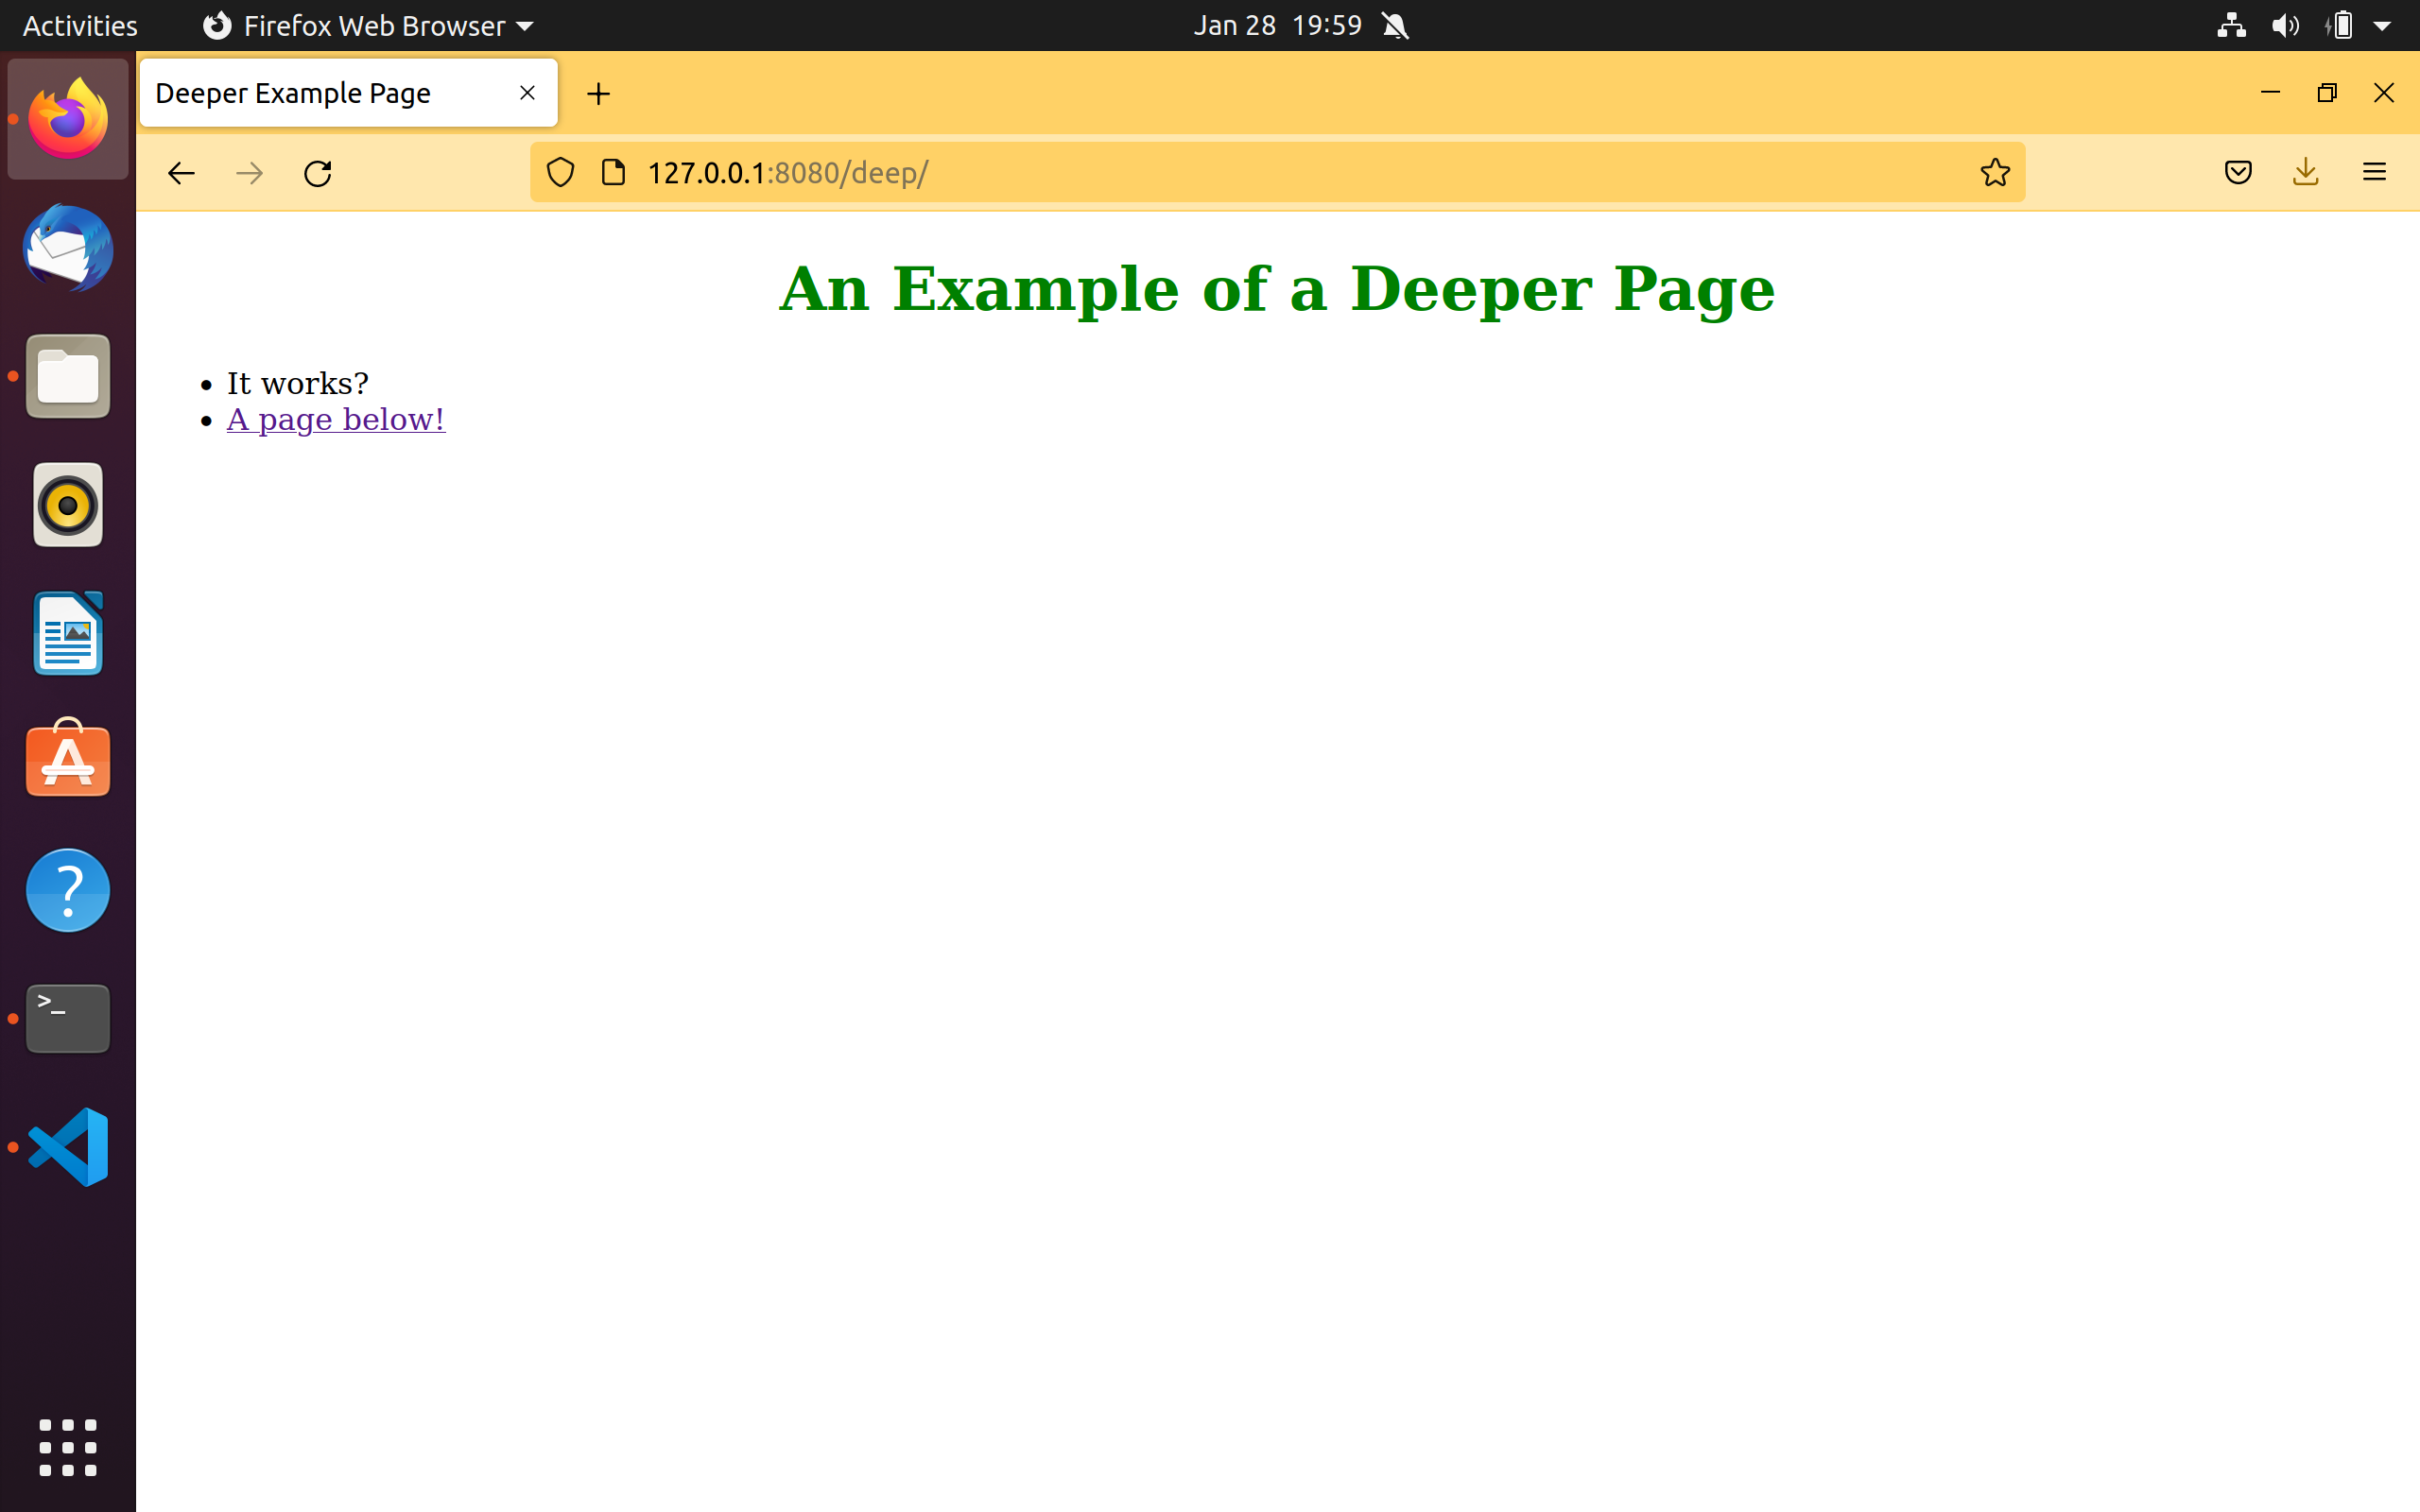 Activities
Firefox Web Browser
Jan 28 19:59
Deeper Example Page
127.0.0.1:8080/deep/
An Example of a Deeper Page
• It works?
• A page below!